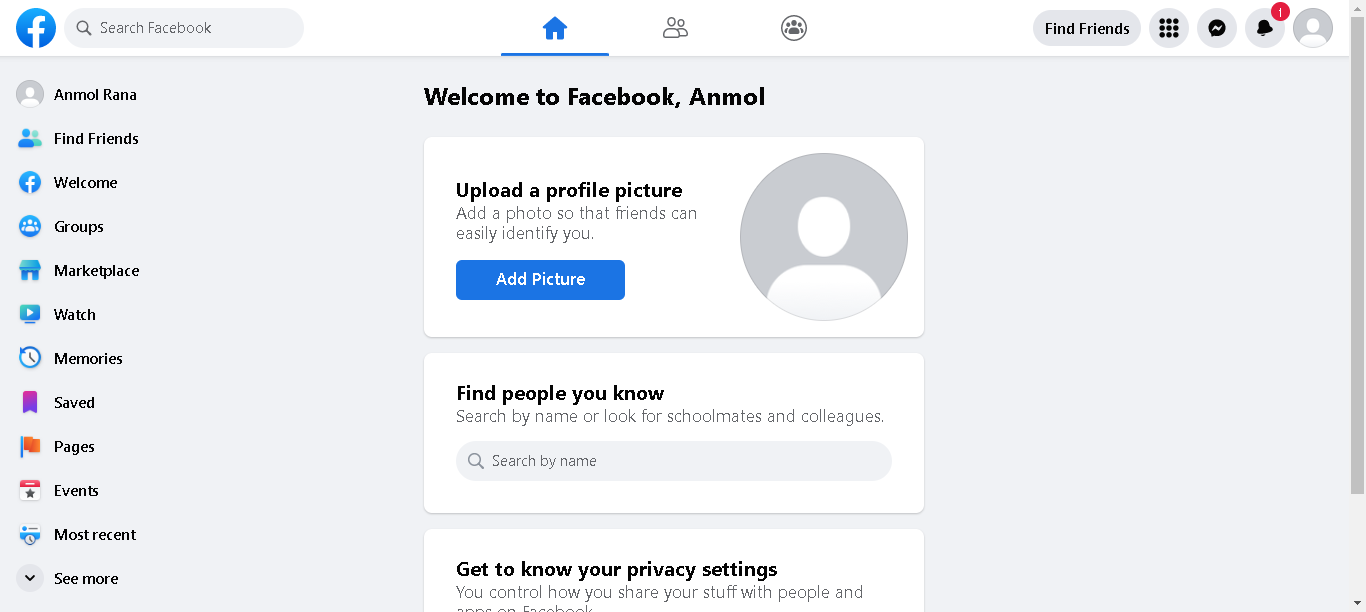 Search Facebook
Find Friends
1
Anmol Rana
Find Friends
Welcome
Groups
Marketplace
Watch
Memories
Saved
Pages
Events
Most recent
See more
Welcome to Facebook, Anmol
Upload a profile picture
Add a photo so that friends can
easily identify you.
Add Picture
Find people you know
Search by name or look for schoolmates and colleagues.
Search by name
Get to know your privacy settings
You control how you share your stuff with people and
apps on Facebook.